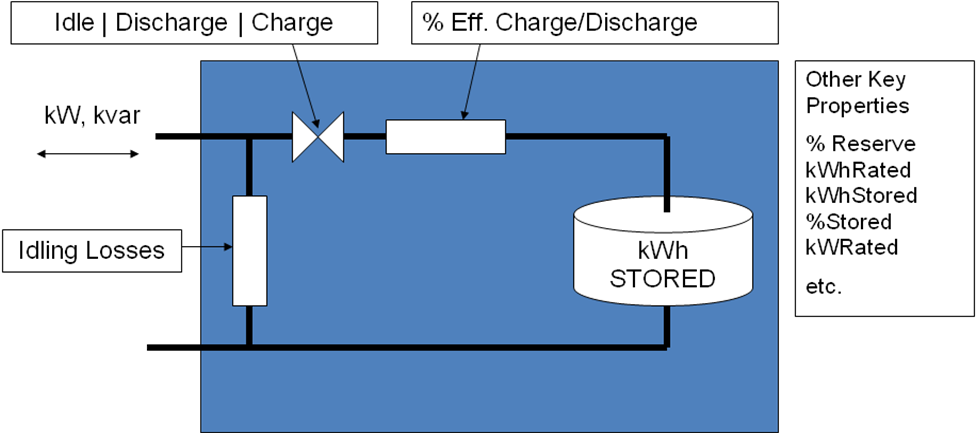 Idle | Discharge | Charge
% Eff. Charge/Discharge
kW, kvar
Idling Losses
kWh
STORED
Other Key
Properties
% Reserve
kWhRated
kWhStored
%Stored
kWRated
etc.